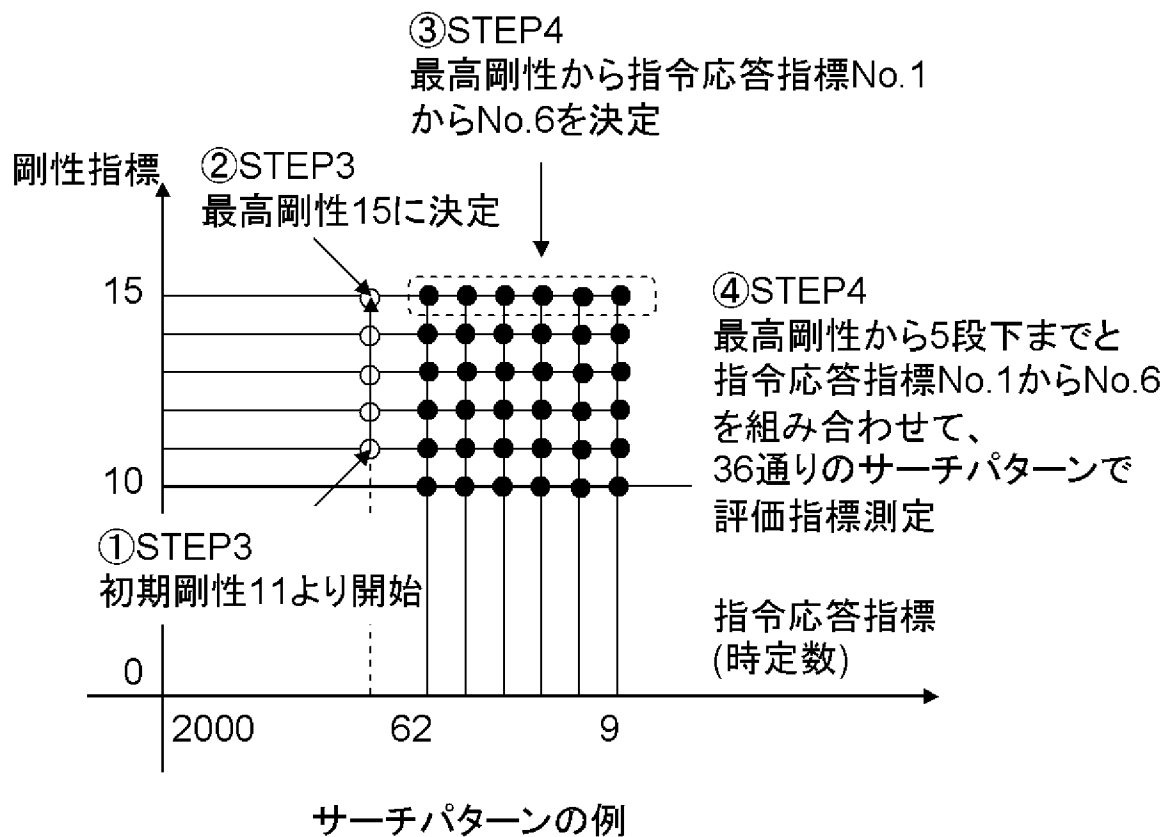 ③STEP4
最高剛性から指令応答指標No.1
からNo.6を決定
剛性指標
②STEP3
最高剛性15に決定
15
④STEP4
最高剛性から5段下までと
指令応答指標No.1からNo.6
を組み合わせて、
36通りのサーチパターンで
評価指標測定
10
①STEP3
初期剛性11より開始
指令応答指標
(時定数)
0
2000
62
9
サーチパターンの例